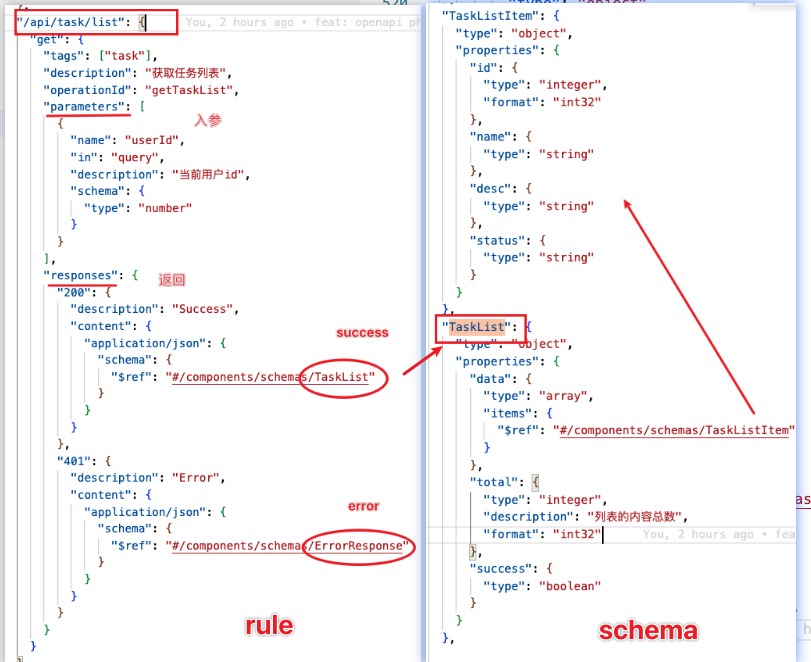 "/api/task/list": {
You, 2 hours ago • feat: openapi ph
"get": {
"tags": ["task"],
"description": "获取任务列表",
"operationId": "getTaskList",
"parameters": [
入参
{
"name": "userId",
"in": "query",
"description": "当前用户id",
"schema": {
"type": "number"
}
}
],
"responses": {
返回
"200": {
"description": "Success",
"content": {
success
"application/json": {
"schema": {
"$ref": "#/components/schemas/TaskList"
}
}
}
},
"401": {
"description": "Error",
"content": {
error
"application/json": {
"schema": {
"$ref": "#/components/schemas/ErrorResponse"
}
}
}
}
}
}
}
rule
"TaskListItem": {
"type": "object",
"properties": {
"id": {
"type": "integer",
"format": "int32"
},
"name": {
"type": "string"
},
"desc": {
"type": "string"
},
"status": {
"type": "string"
}
}
},
"TaskList": {
"type": "object",
"properties": {
"data": {
"type": "array",
"items": {
"$ref": "#/components/schemas/TaskListItem"
}
},
"total": {
"type": "integer",
"description": "列表的内容总数",
"format": "int32"
You, 2 hours ago • fea
},
"success": {
"type": "boolean"
}
}
},
schema